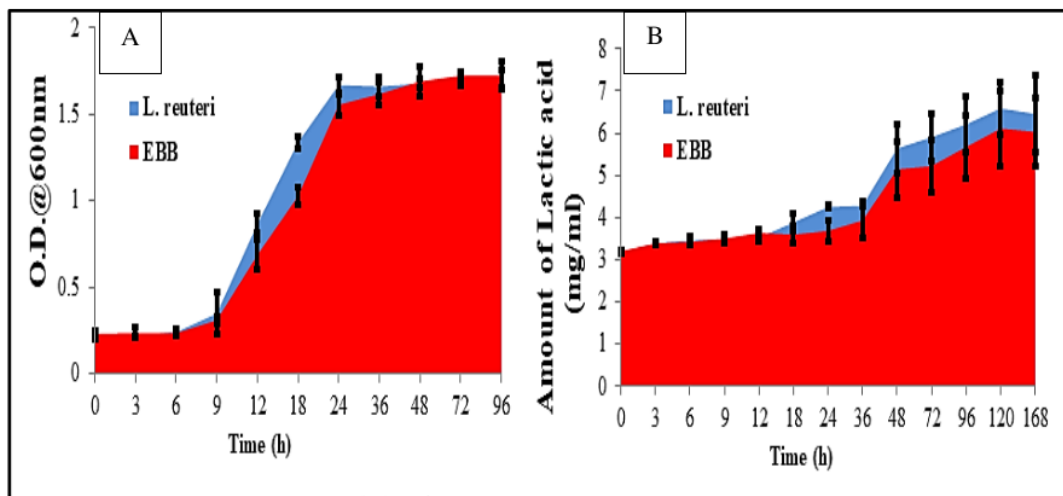 A
O.D.@600nm
2
1.5
1
0.5
0
L. reuteri
EBB
0 3 6 9 12 18 24 36 48 72 96
Time (h)
B
Amount of Lactic acid
(mg/ml)
8
7
6
5
4
3
2
1
0
L. reuteri
EBB
0 3 6 9 12 18 24 36 48 72 96 120 168
Time (h)